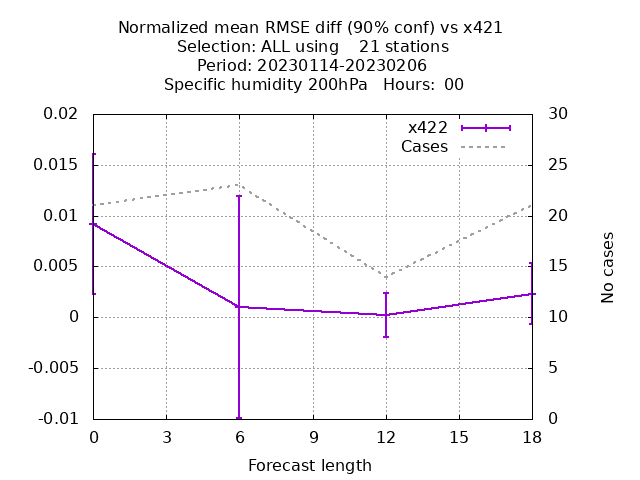 Normalized mean RMSE diff (90% conf) vs x421
Selection: ALL using    21 stations
Period: 20230114-20230206
Specific humidity 200hPa   Hours:  00
x422
Cases
0.02
0.015
0.01
0.005
0
-0.005
-0.01
30
25
20
15
10
5
0
No cases
0 3 6 9 12 15 18
Forecast length